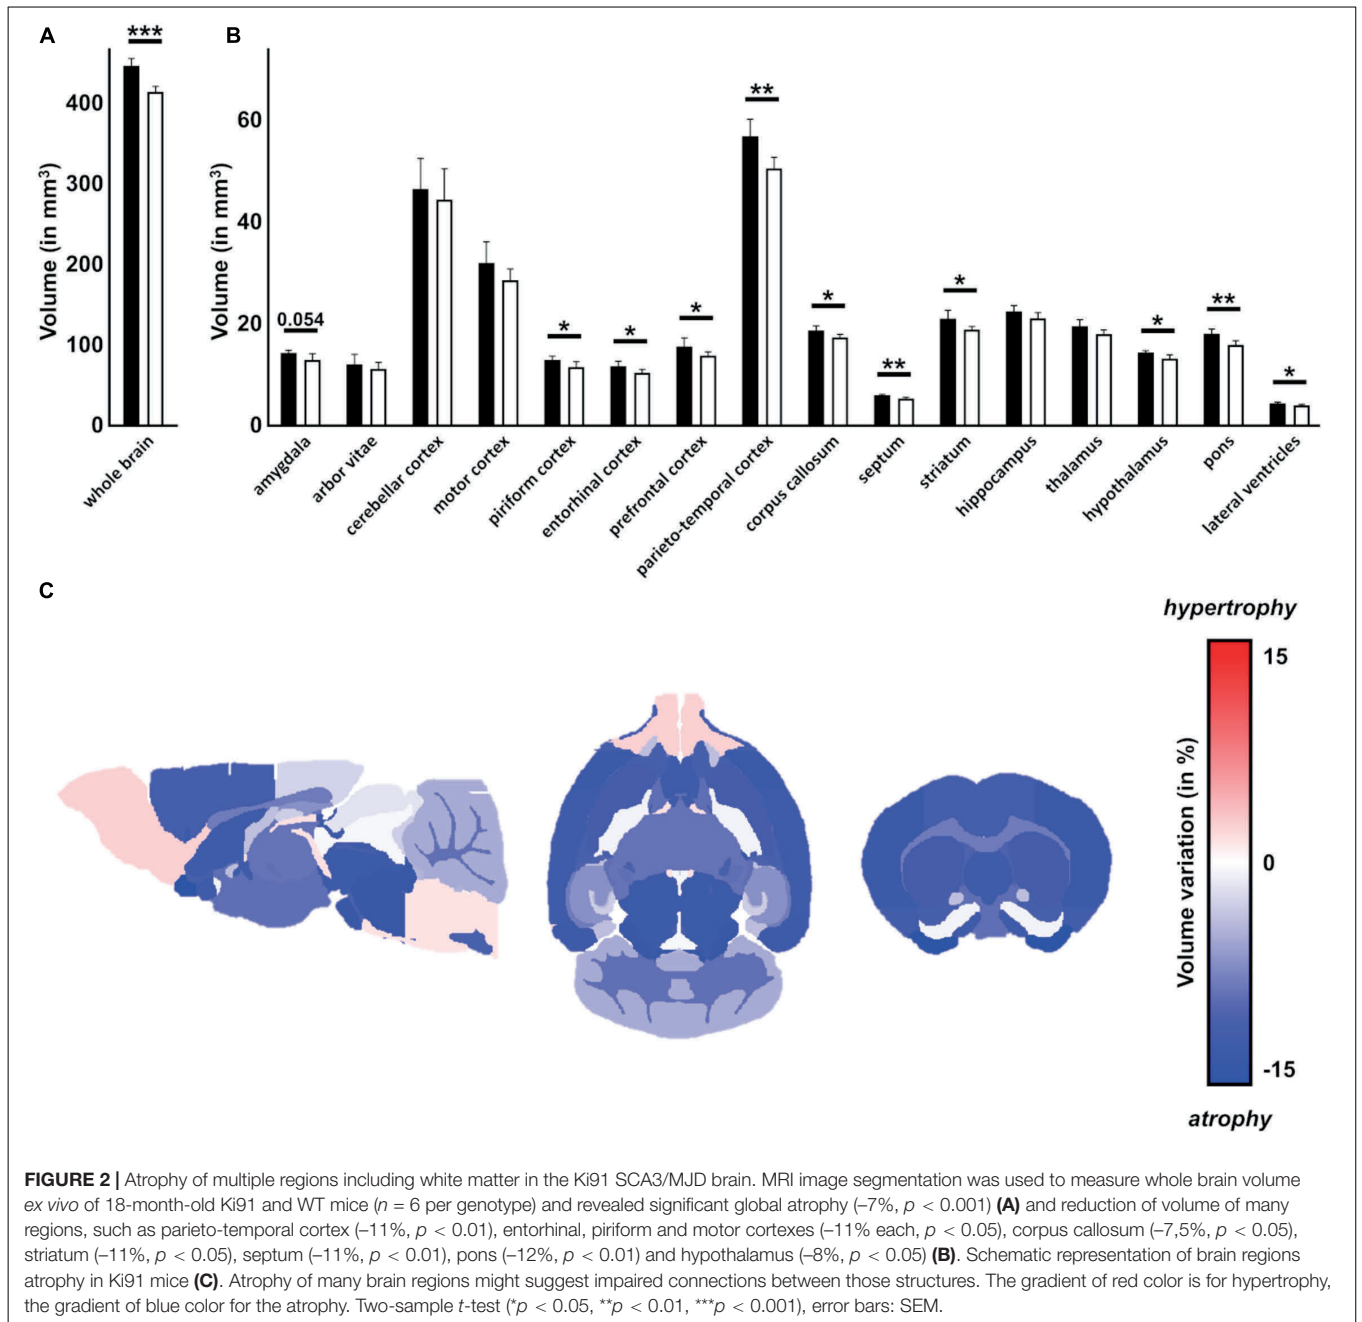 A
B
***
400
300
200
100
0
Volume (in mm³)
whole brain
60
40
20
0
Volume (in mm³)
0.054
*
*
*
**
*
**
*
*
**
*
amygdala
arbor vitae
cerebellar cortex
motor cortex
piriform cortex
entorhinal cortex
prefrontal cortex
parieto-temporal cortex
corpus callosum
septum
striatum
hippocampus
thalamus
hypothalamus
pons
lateral ventricles
C
hypertrophy
15
0
-15
Volume variation (in %)
atrophy
FIGURE 2 | Atrophy of multiple regions including white matter in the Ki91 SCA3/MJD brain. MRI image segmentation was used to measure whole brain volume
ex vivo of 18-month-old Ki91 and WT mice (n = 6 per genotype) and revealed significant global atrophy (–7%, p < 0.001) (A) and reduction of volume of many
regions, such as parieto-temporal cortex (–11%, p < 0.01), entorhinal, piriform and motor cortexes (–11% each, p < 0.05), corpus callosum (–7,5%, p < 0.05),
striatum (–11%, p < 0.05), septum (–11%, p < 0.01), pons (–12%, p < 0.01) and hypothalamus (–8%, p < 0.05) (B). Schematic representation of brain regions
atrophy in Ki91 mice (C). Atrophy of many brain regions might suggest impaired connections between those structures. The gradient of red color is for hypertrophy,
the gradient of blue color for the atrophy. Two-sample t-test (*p < 0.05, **p < 0.01, ***p < 0.001), error bars: SEM.